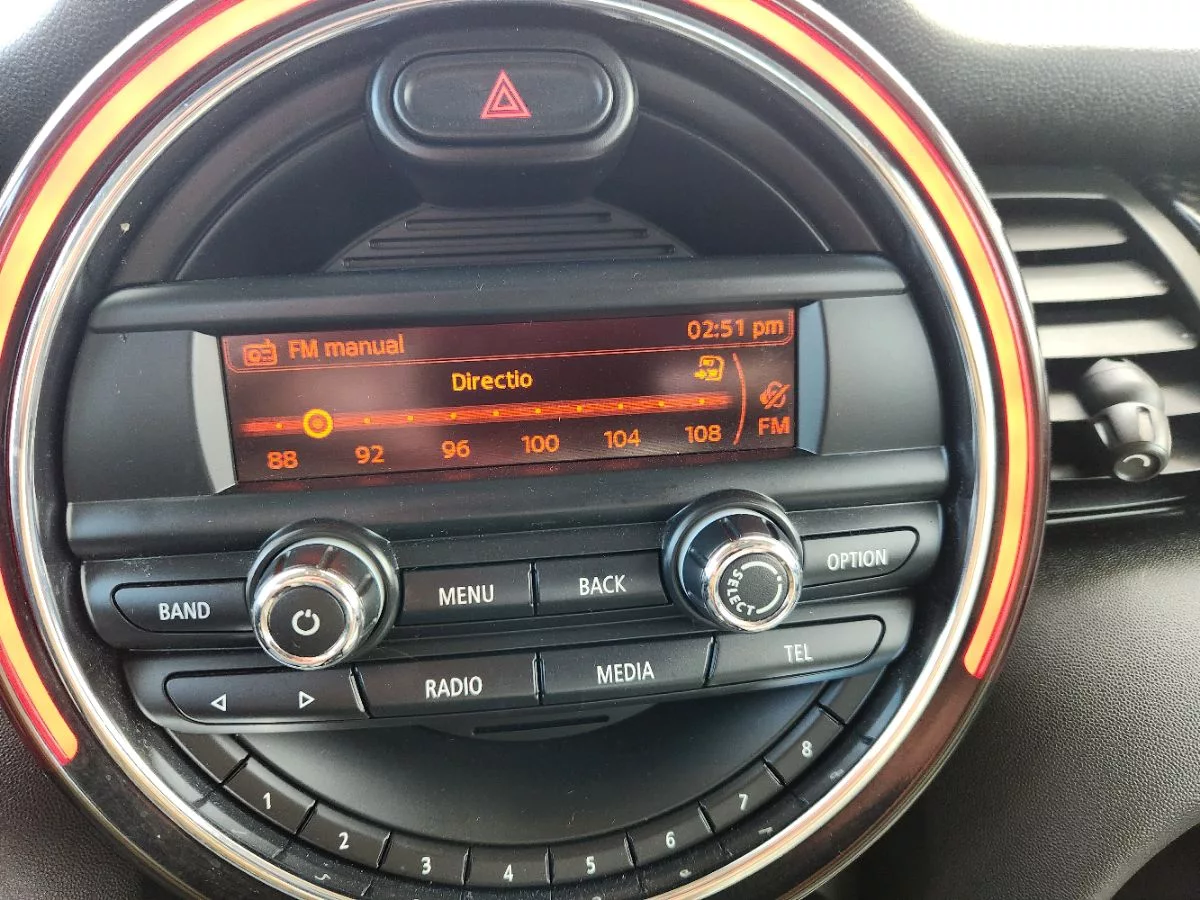 FM manual 02:51 pm
Directio
88 92 96 100 104 108 FM
BAND MENU BACK SELECT OPTION
RADIO MEDIA TEL
1 2 3 4 5 6 7 8